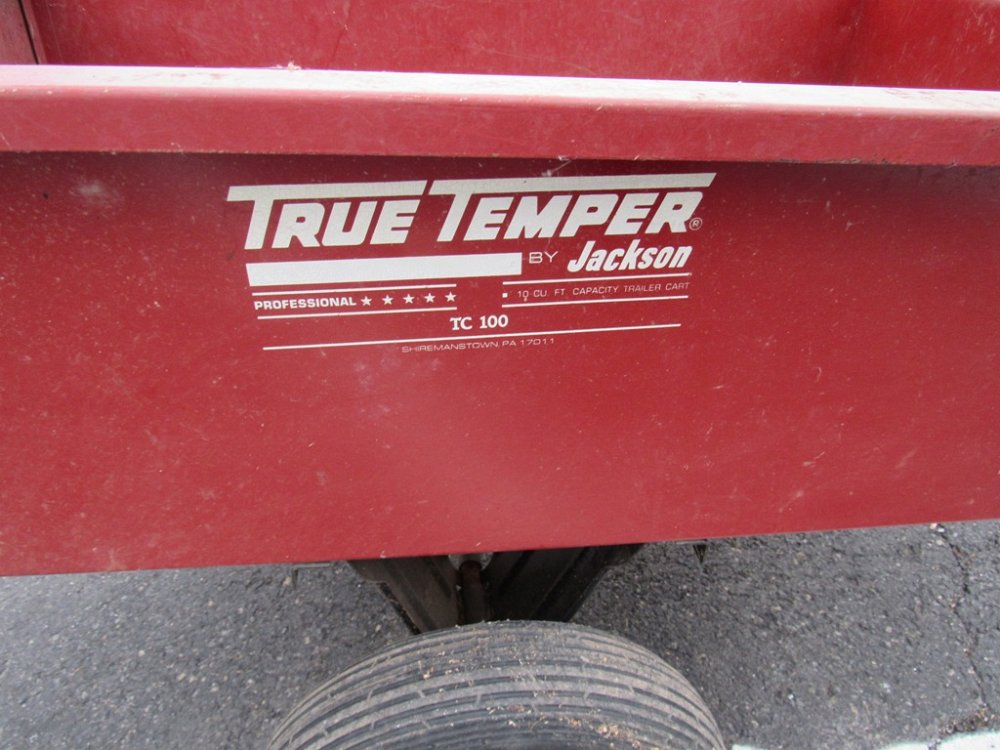 TRUE TEMPER®
BY Jackson
PROFESSIONAL ★ ★ ★ ★ ★ ▪ 10 CU. FT. CAPACITY TRAILER CART
TC 100
SHIREMANSTOWN, PA 17011